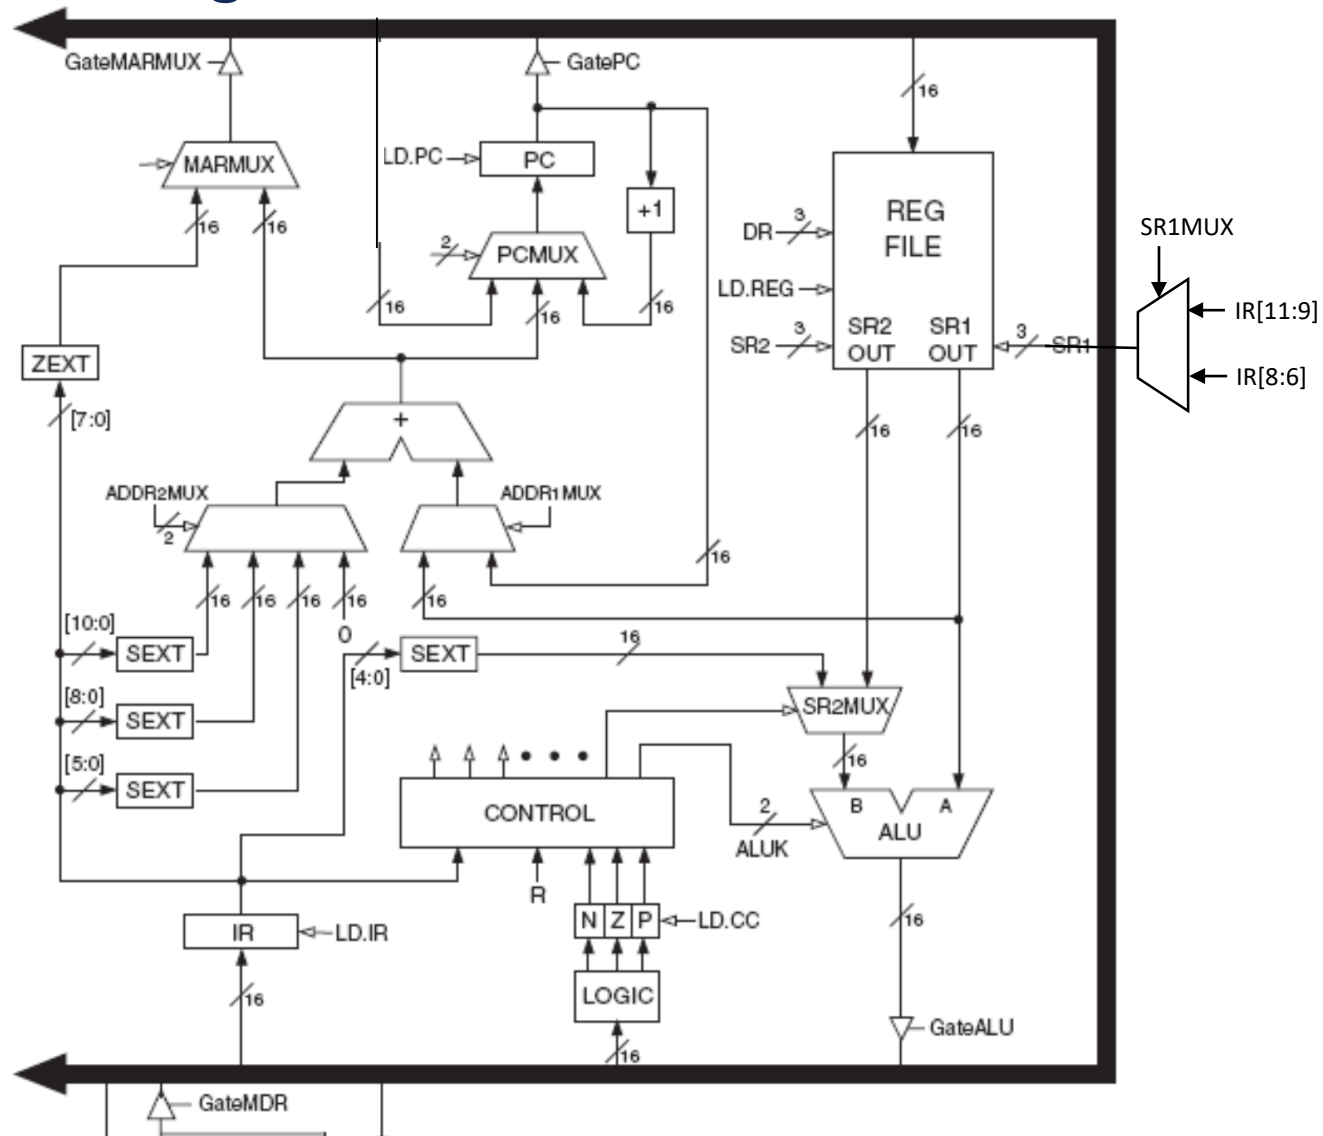 GateMARMUX
GatePC
16
MARMUX
LD.PC
PC
+1
REG
FILE
DR
3
SR1MUX
16
16
2
PCMUX
16
16
16
LD.REG
IR[11:9]
SR2
3
SR2
OUT
SR1
OUT
3
SR1
IR[8:6]
ZEXT
[7:0]
+
16
16
ADDR2MUX
2
ADDR1MUX
16
16
16
16
16
16
0
[10:0]
SEXT
[4:0]
SEXT
16
[8:0]
SEXT
SR2MUX
16
[5:0]
SEXT
CONTROL
2
ALUK
B
A
ALU
R
N Z P
LD.CC
IR
LD.IR
16
LOGIC
16
16
GateALU
GateMDR